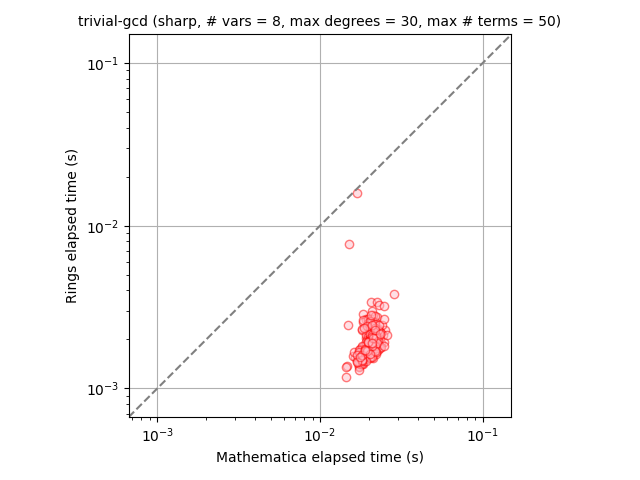 trivial-gcd (sharp, # vars = 8, max degrees = 30, max # terms = 50)
Rings elapsed time (s)
10⁻¹
10⁻²
10⁻³
10⁻³ 10⁻² 10⁻¹
Mathematica elapsed time (s)